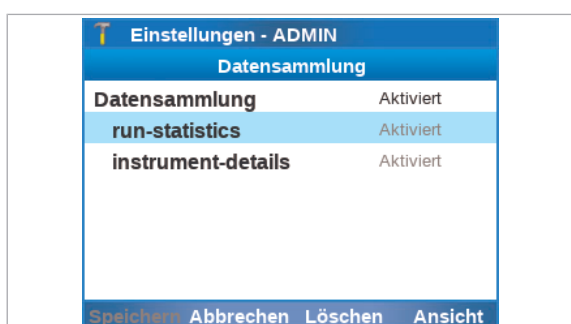 Einstellungen - ADMIN
Datensammlung
Datensammlung Aktiviert
run-statistics Aktiviert
instrument-details Aktiviert
Speichern Abbrechen Löschen Ansicht